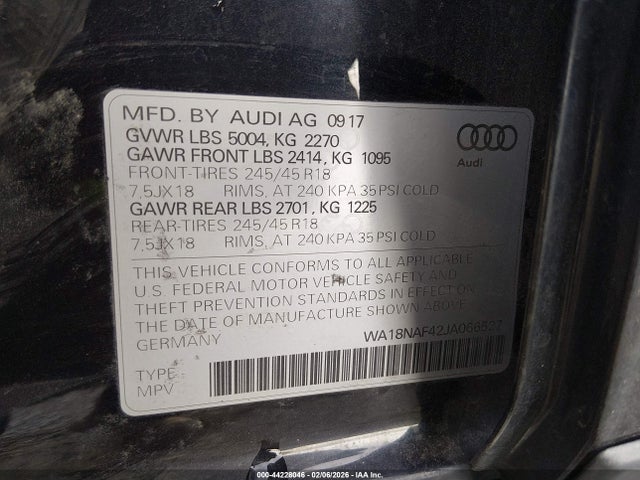 MFD. BY AUDI AG 09 17
GVWR LBS 5004, KG 2270
GAWR FRONT LBS 2414, KG 1095
FRONT-TIRES 245/45 R18
7,5JX18 RIMS, AT 240 KPA 35 PSI COLD
GAWR REAR LBS 2701, KG 1225
REAR-TIRES 245/45 R18
7,5JX18 RIMS, AT 240 KPA 35 PSI COLD
Audi
THIS VEHICLE CONFORMS TO ALL APPLICABLE
U.S. FEDERAL MOTOR VEHICLE SAFETY AND
THEFT PREVENTION STANDARDS IN EFFECT ON
THE DATE OF MANUFACTURE SHOWN ABOVE.
GERMANY WA18NAF42JA066527
TYPE:
MPV
000-44228046 - 02/06/2026 - IAA Inc.